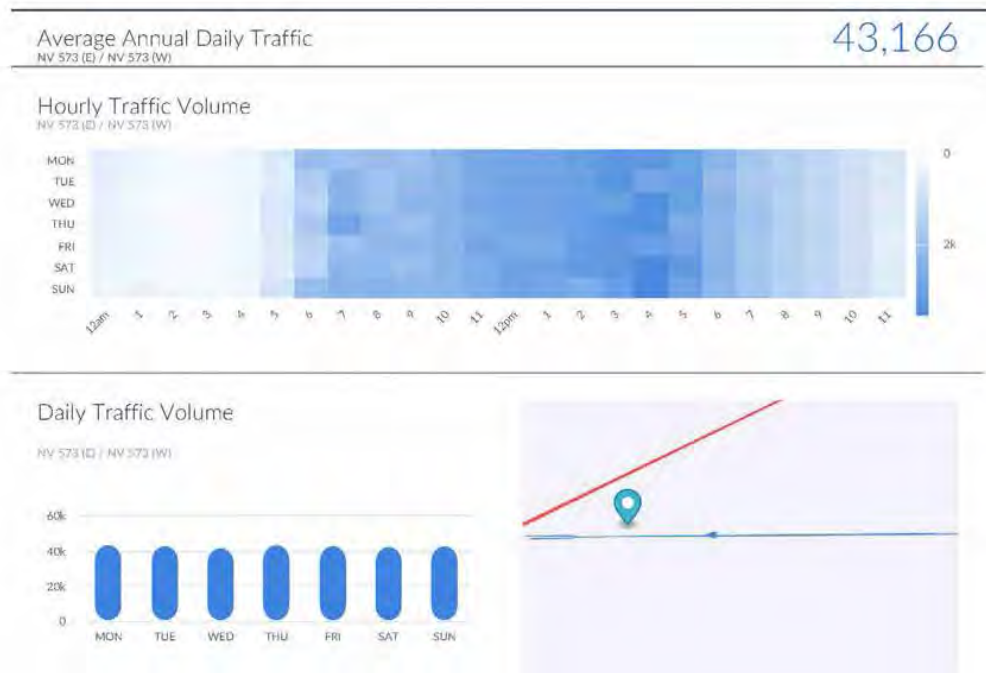 Average Annual Daily Traffic
43,166
NV 573 (E) / NV 573 (W)
Hourly Traffic Volume
NV 573 (E) / NV 573 (W)
MON
TUE
WED
THU
FRI
SAT
SUN
12am 1 2 3 4 5 6 7 8 9 10 11 12pm 1 2 3 4 5 6 7 8 9 10 11
0
2k
Daily Traffic Volume
NV 573 (E) / NV 573 (W)
60k
40k
20k
0
MON TUE WED THU FRI SAT SUN